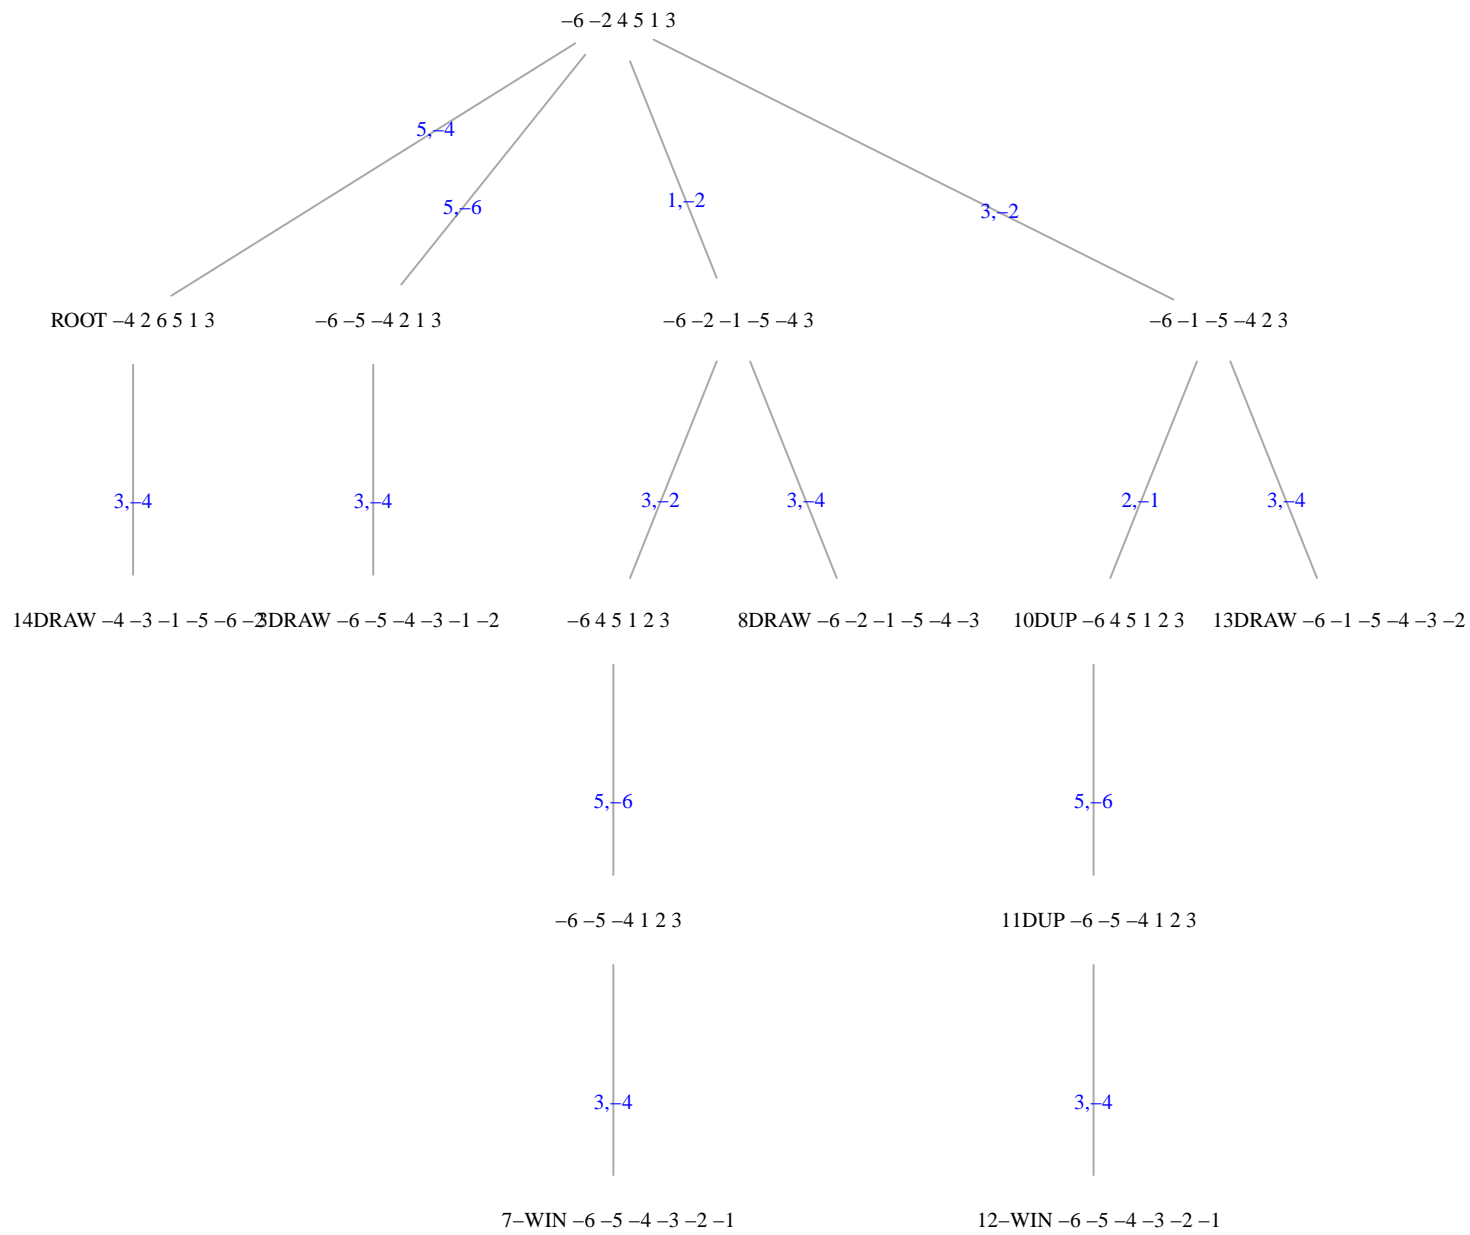 −6 −2 4 5 1 3
5,−4
5,−6
1,−2
3,−2
ROOT −4 2 6 5 1 3
−6 −5 −4 2 1 3
−6 −2 −1 −5 −4 3
−6 −1 −5 −4 2 3
3,−4
3,−4
3,−2
3,−4
2,−1
3,−4
14DRAW −4 −3 −1 −5 −6 −2
3DRAW −6 −5 −4 −3 −1 −2
−6 4 5 1 2 3
8DRAW −6 −2 −1 −5 −4 −3
10DUP −6 4 5 1 2 3
13DRAW −6 −1 −5 −4 −3 −2
5,−6
5,−6
−6 −5 −4 1 2 3
11DUP −6 −5 −4 1 2 3
3,−4
3,−4
7−WIN −6 −5 −4 −3 −2 −1
12−WIN −6 −5 −4 −3 −2 −1